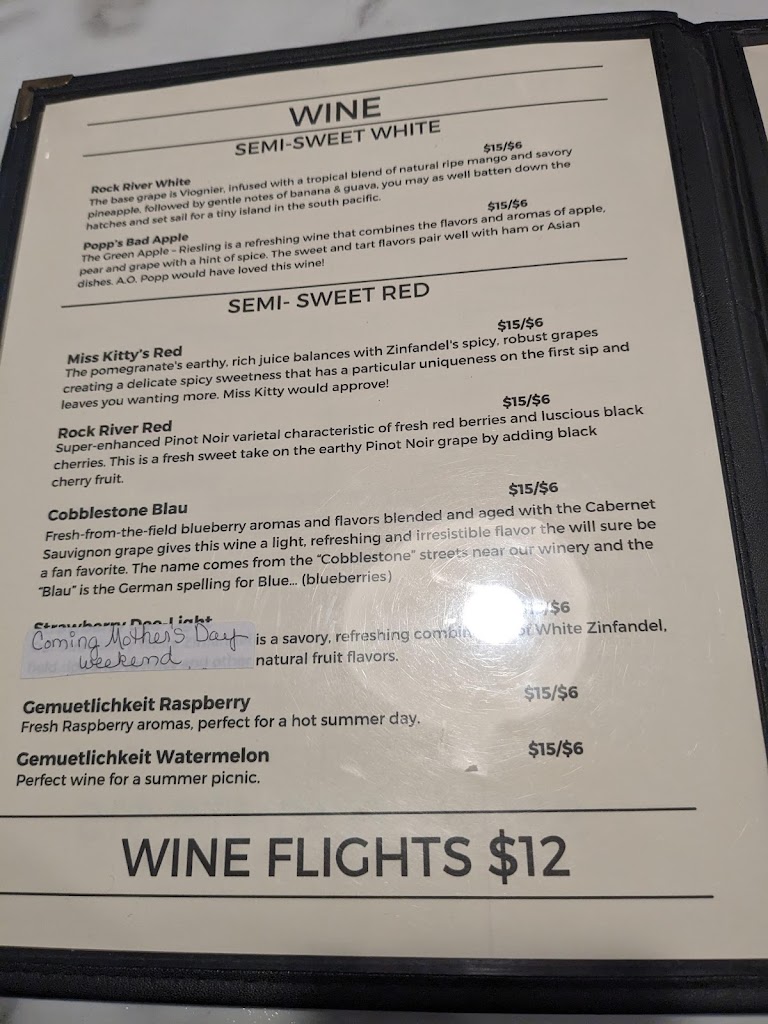 WINE
SEMI-SWEET WHITE
Rock River White $15/$6
The base grape is Viognier, infused with a tropical blend of natural ripe mango and savory
pineapple, followed by gentle notes of banana & guava, you may as well batten down the
hatches and set sail for a tiny island in the south pacific.
Popp's Bad Apple $15/$6
The Green Apple - Riesling is a refreshing wine that combines the flavors and aromas of apple,
pear and grape with a hint of spice. The sweet and tart flavors pair well with ham or Asian
dishes. A.O. Popp would have loved this wine!
SEMI- SWEET RED
Miss Kitty's Red $15/$6
The pomegranate's earthy, rich juice balances with Zinfandel's spicy, robust grapes
creating a delicate spicy sweetness that has a particular uniqueness on the first sip and
leaves you wanting more. Miss Kitty would approve!
Rock River Red $15/$6
Super-enhanced Pinot Noir varietal characteristic of fresh red berries and luscious black
cherries. This is a fresh sweet take on the earthy Pinot Noir grape by adding black
cherry fruit.
Cobblestone Blau $15/$6
Fresh-from-the-field blueberry aromas and flavors blended and aged with the Cabernet
Sauvignon grape gives this wine a light, refreshing and irresistible flavor the will sure be
a fan favorite. The name comes from the "Cobblestone" streets near our winery and the
"Blau" is the German spelling for Blue... (blueberries)
Strawberry Dee-Light /$6
Coming Mother's Day is a savory, refreshing of White Zinfandel,
weekend other natural fruit flavors.
Gemuetlichkeit Raspberry $15/$6
Fresh Raspberry aromas, perfect for a hot summer day.
Gemuetlichkeit Watermelon $15/$6
Perfect wine for a summer picnic.
WINE FLIGHTS $12